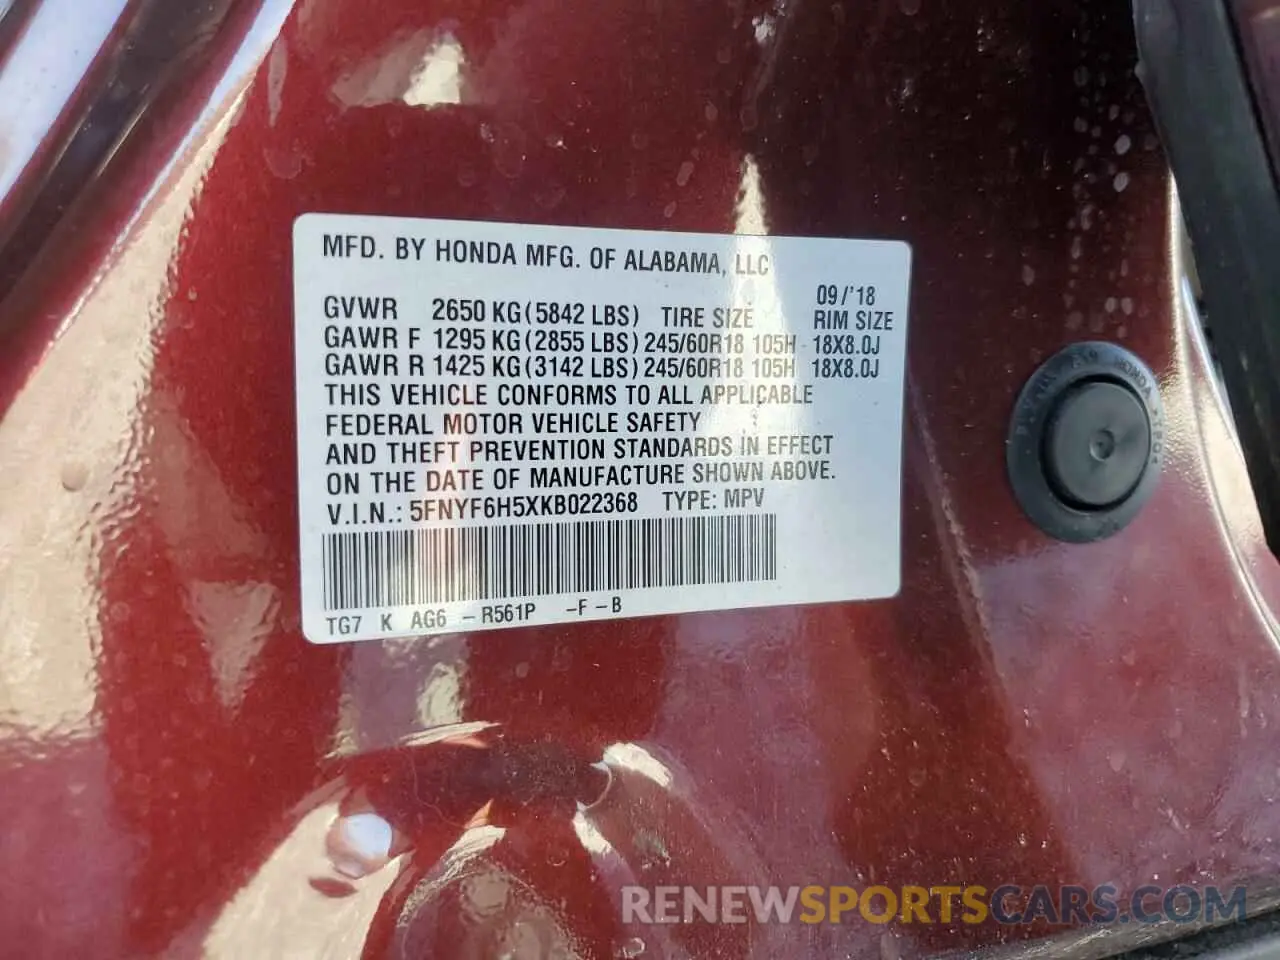 MFD. BY HONDA MFG. OF ALABAMA, LLC
09/'18
GVWR 2650 KG (5842 LBS) TIRE SIZE RIM SIZE
GAWR F 1295 KG (2855 LBS) 245/60R18 105H 18X8.0J
GAWR R 1425 KG (3142 LBS) 245/60R18 105H 18X8.0J
THIS VEHICLE CONFORMS TO ALL APPLICABLE
FEDERAL MOTOR VEHICLE SAFETY
AND THEFT PREVENTION STANDARDS IN EFFECT
ON THE DATE OF MANUFACTURE SHOWN ABOVE.
V.I.N.: 5FNYF6H5XKB022368 TYPE: MPV
TG7 K AG6 - R561P -F-B
HONDA
RENEWSPORTSCARS.COM